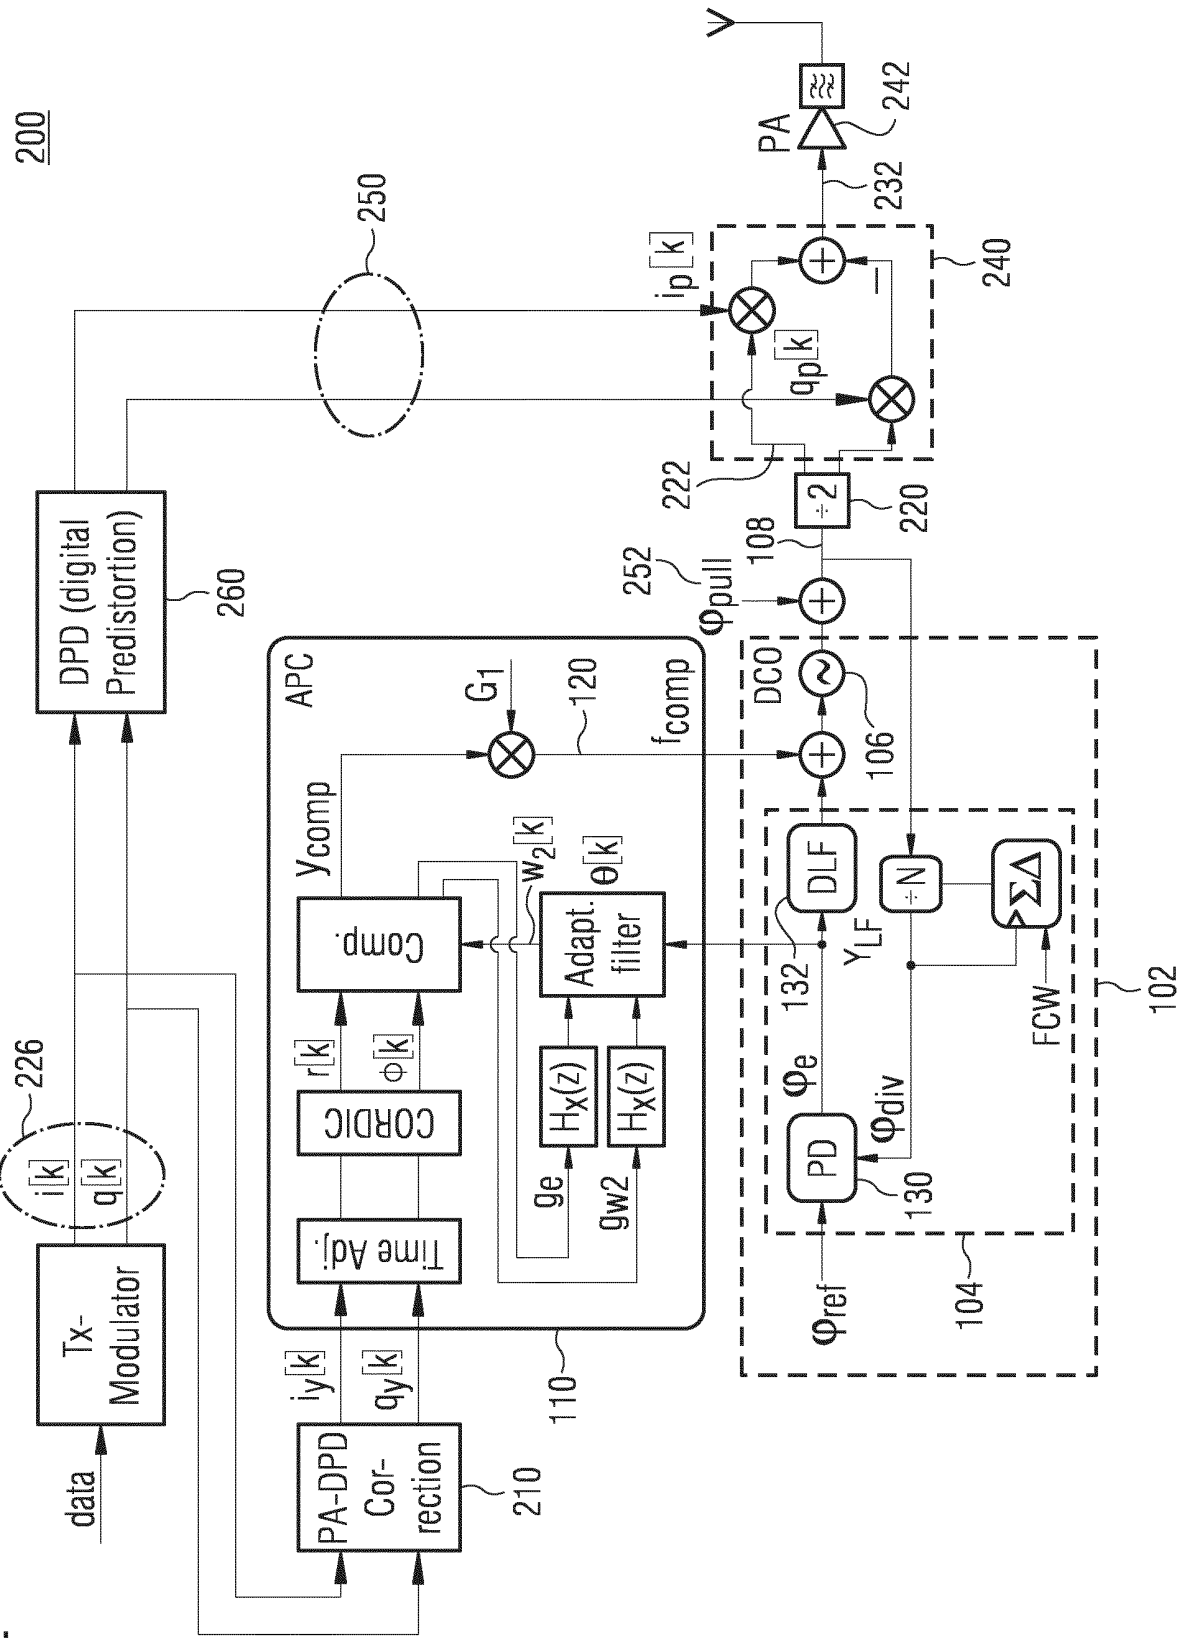 200
data
Tx-
Modulator
i[k]
q[k]
226
DPD (digital
Predistortion)
260
250
PA-DPD
Cor-
rection
210
iy[k]
qy[k]
110
APC
Time Adj.
CORDIC
r[k]
ϕ[k]
Comp.
ycomp
G1
120
fcomp
ge
gw2
Hx(z)
Hx(z)
Adapt.
filter
w2[k]
θ[k]
φref
PD
130
φe
φdiv
104
132
DLF
YLF
÷N
ΣΔ
FCW
102
DCO
106
252
φpull
108
÷2
220
222
ip[k]
qp[k]
+
+
+
−
240
232
PA
242